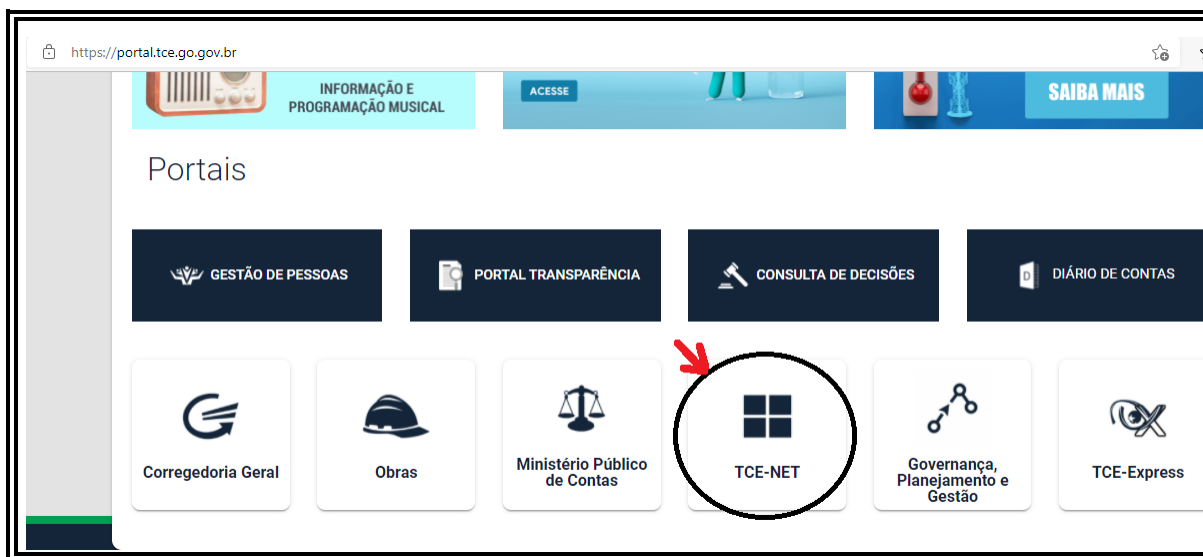 https://portal.tce.go.gov.br
INFORMAÇÃO E
PROGRAMAÇÃO MUSICAL
ACESSE
SAIBA MAIS
Portais
GESTÃO DE PESSOAS
PORTAL TRANSPARÊNCIA
CONSULTA DE DECISÕES
D
DIÁRIO DE CONTAS
Corregedoria Geral
Obras
Ministério Público
de Contas
TCE-NET
Governança,
Planejamento e
Gestão
TCE-Express